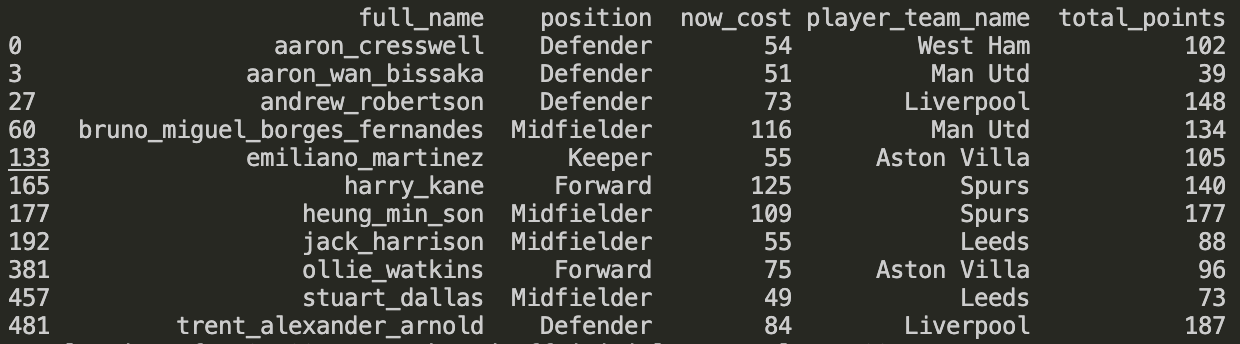 full_name position now_cost player_team_name total_points
0 aaron_cresswell Defender 54 West Ham 102
3 aaron_wan_bissaka Defender 51 Man Utd 39
27 andrew_robertson Defender 73 Liverpool 148
60 bruno_miguel_borges_fernandes Midfielder 116 Man Utd 134
133 emiliano_martinez Keeper 55 Aston Villa 105
165 harry_kane Forward 125 Spurs 140
177 heung_min_son Midfielder 109 Spurs 177
192 jack_harrison Midfielder 55 Leeds 88
381 ollie_watkins Forward 75 Aston Villa 96
457 stuart_dallas Midfielder 49 Leeds 73
481 trent_alexander_arnold Defender 84 Liverpool 187